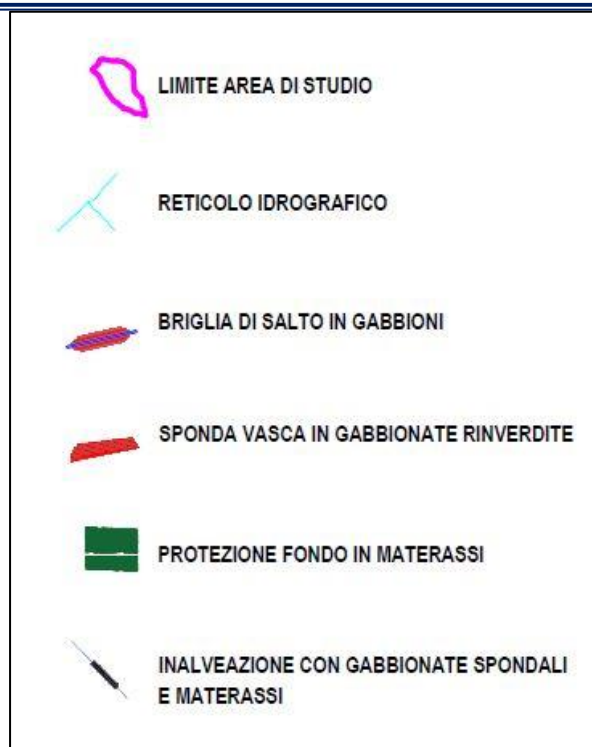 LIMITE AREA DI STUDIO
RETICOLO IDROGRAFICO
BRIGLIA DI SALTO IN GABBIONI
SPONDA VASCA IN GABBIONATE RINVERDITE
PROTEZIONE FONDO IN MATERASSI
INALVEAZIONE CON GABBIONATE SPONDALI
E MATERASSI